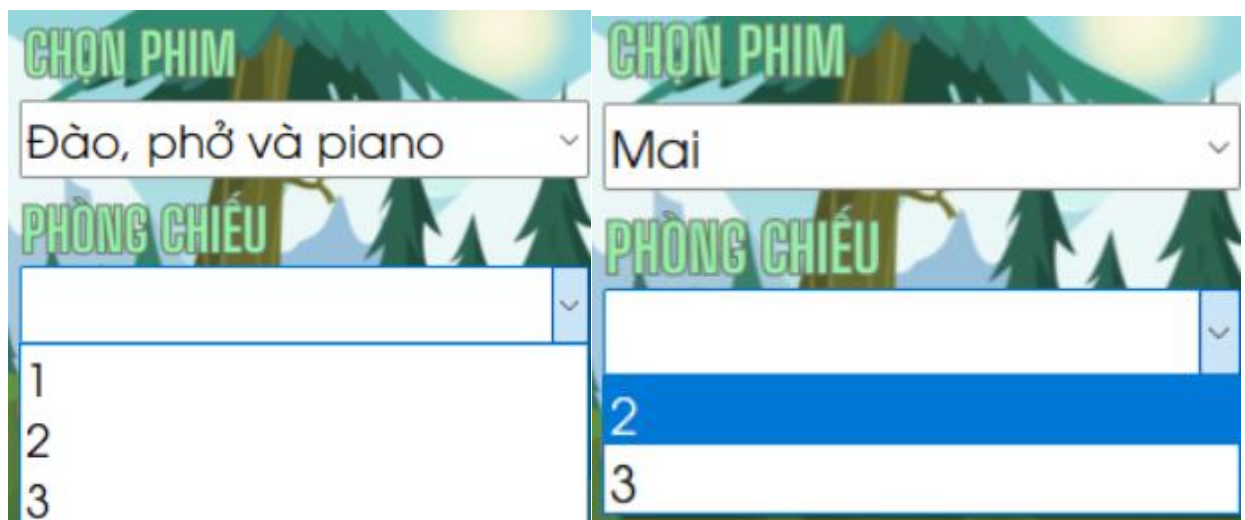 CHỌN PHIM
Đào, phở và piano
PHÒNG CHIẾU
1
2
3
CHỌN PHIM
Mai
PHÒNG CHIẾU
2
3